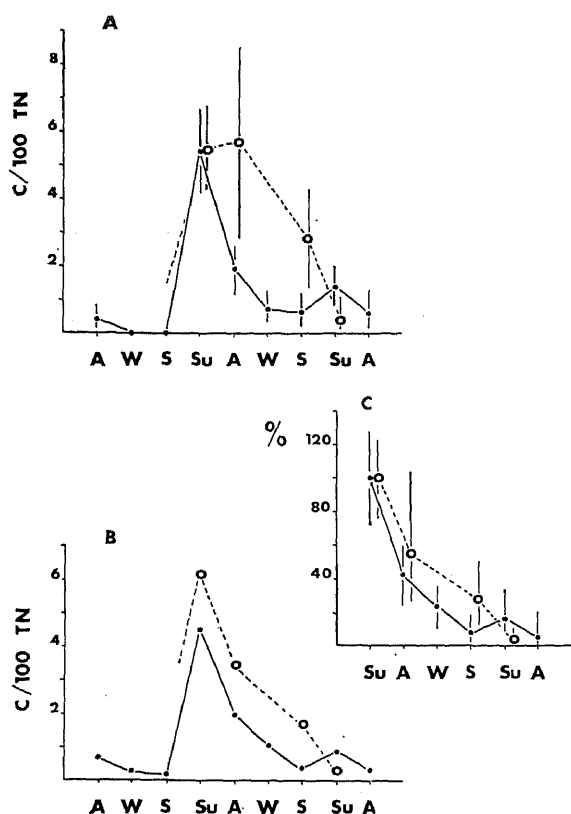 A
8
6
4
2
C/100 TN
A W S Su A W S Su A
C
%
120
80
40
Su A W S Su A
B
6
4
2
C/100 TN
A W S Su A W S Su A